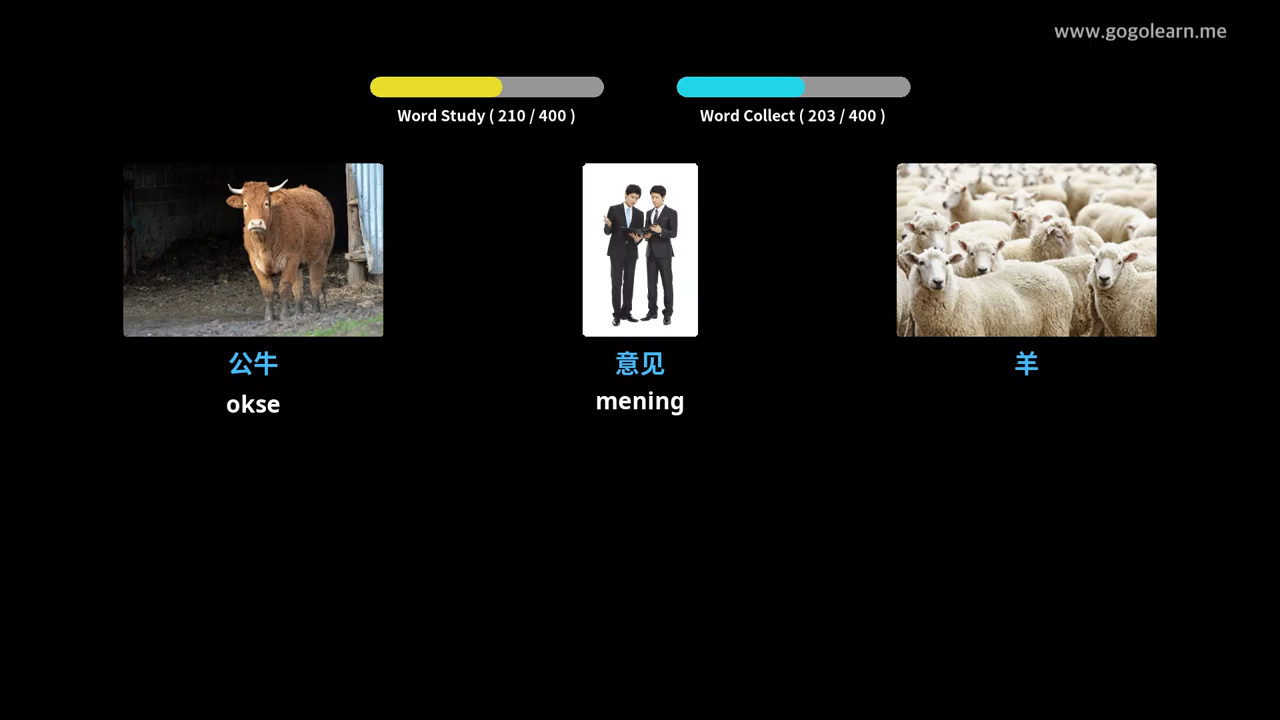 www.gogolearn.me
Word Study ( 210 / 400 )
Word Collect ( 203 / 400 )
公牛
意见
羊
okse
mening